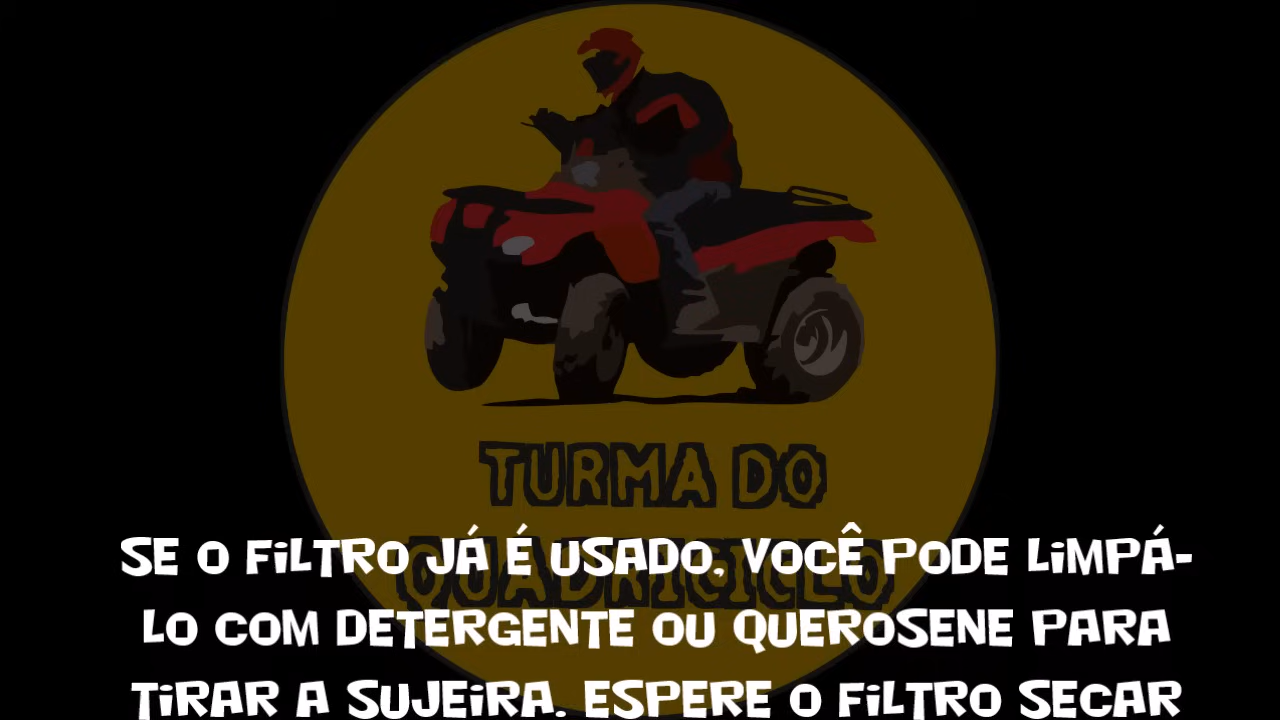 TURMA DO
QUADRICICLO
SE O FILTRO JÁ É USADO, VOCÊ PODE LIMPÁ-
LO COM DETERGENTE OU QUEROSENE PARA
TIRAR A SUJEIRA. ESPERE O FILTRO SECAR